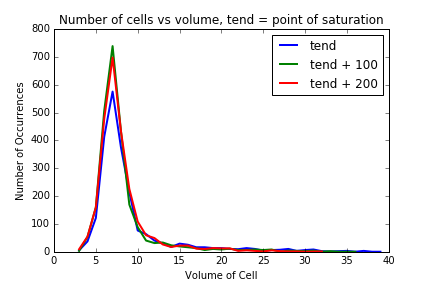 Number of cells vs volume, tend = point of saturation
800
700
600
500
400
300
200
100
0
Number of Occurrences
tend
tend + 100
tend + 200
0 5 10 15 20 25 30 35 40
Volume of Cell